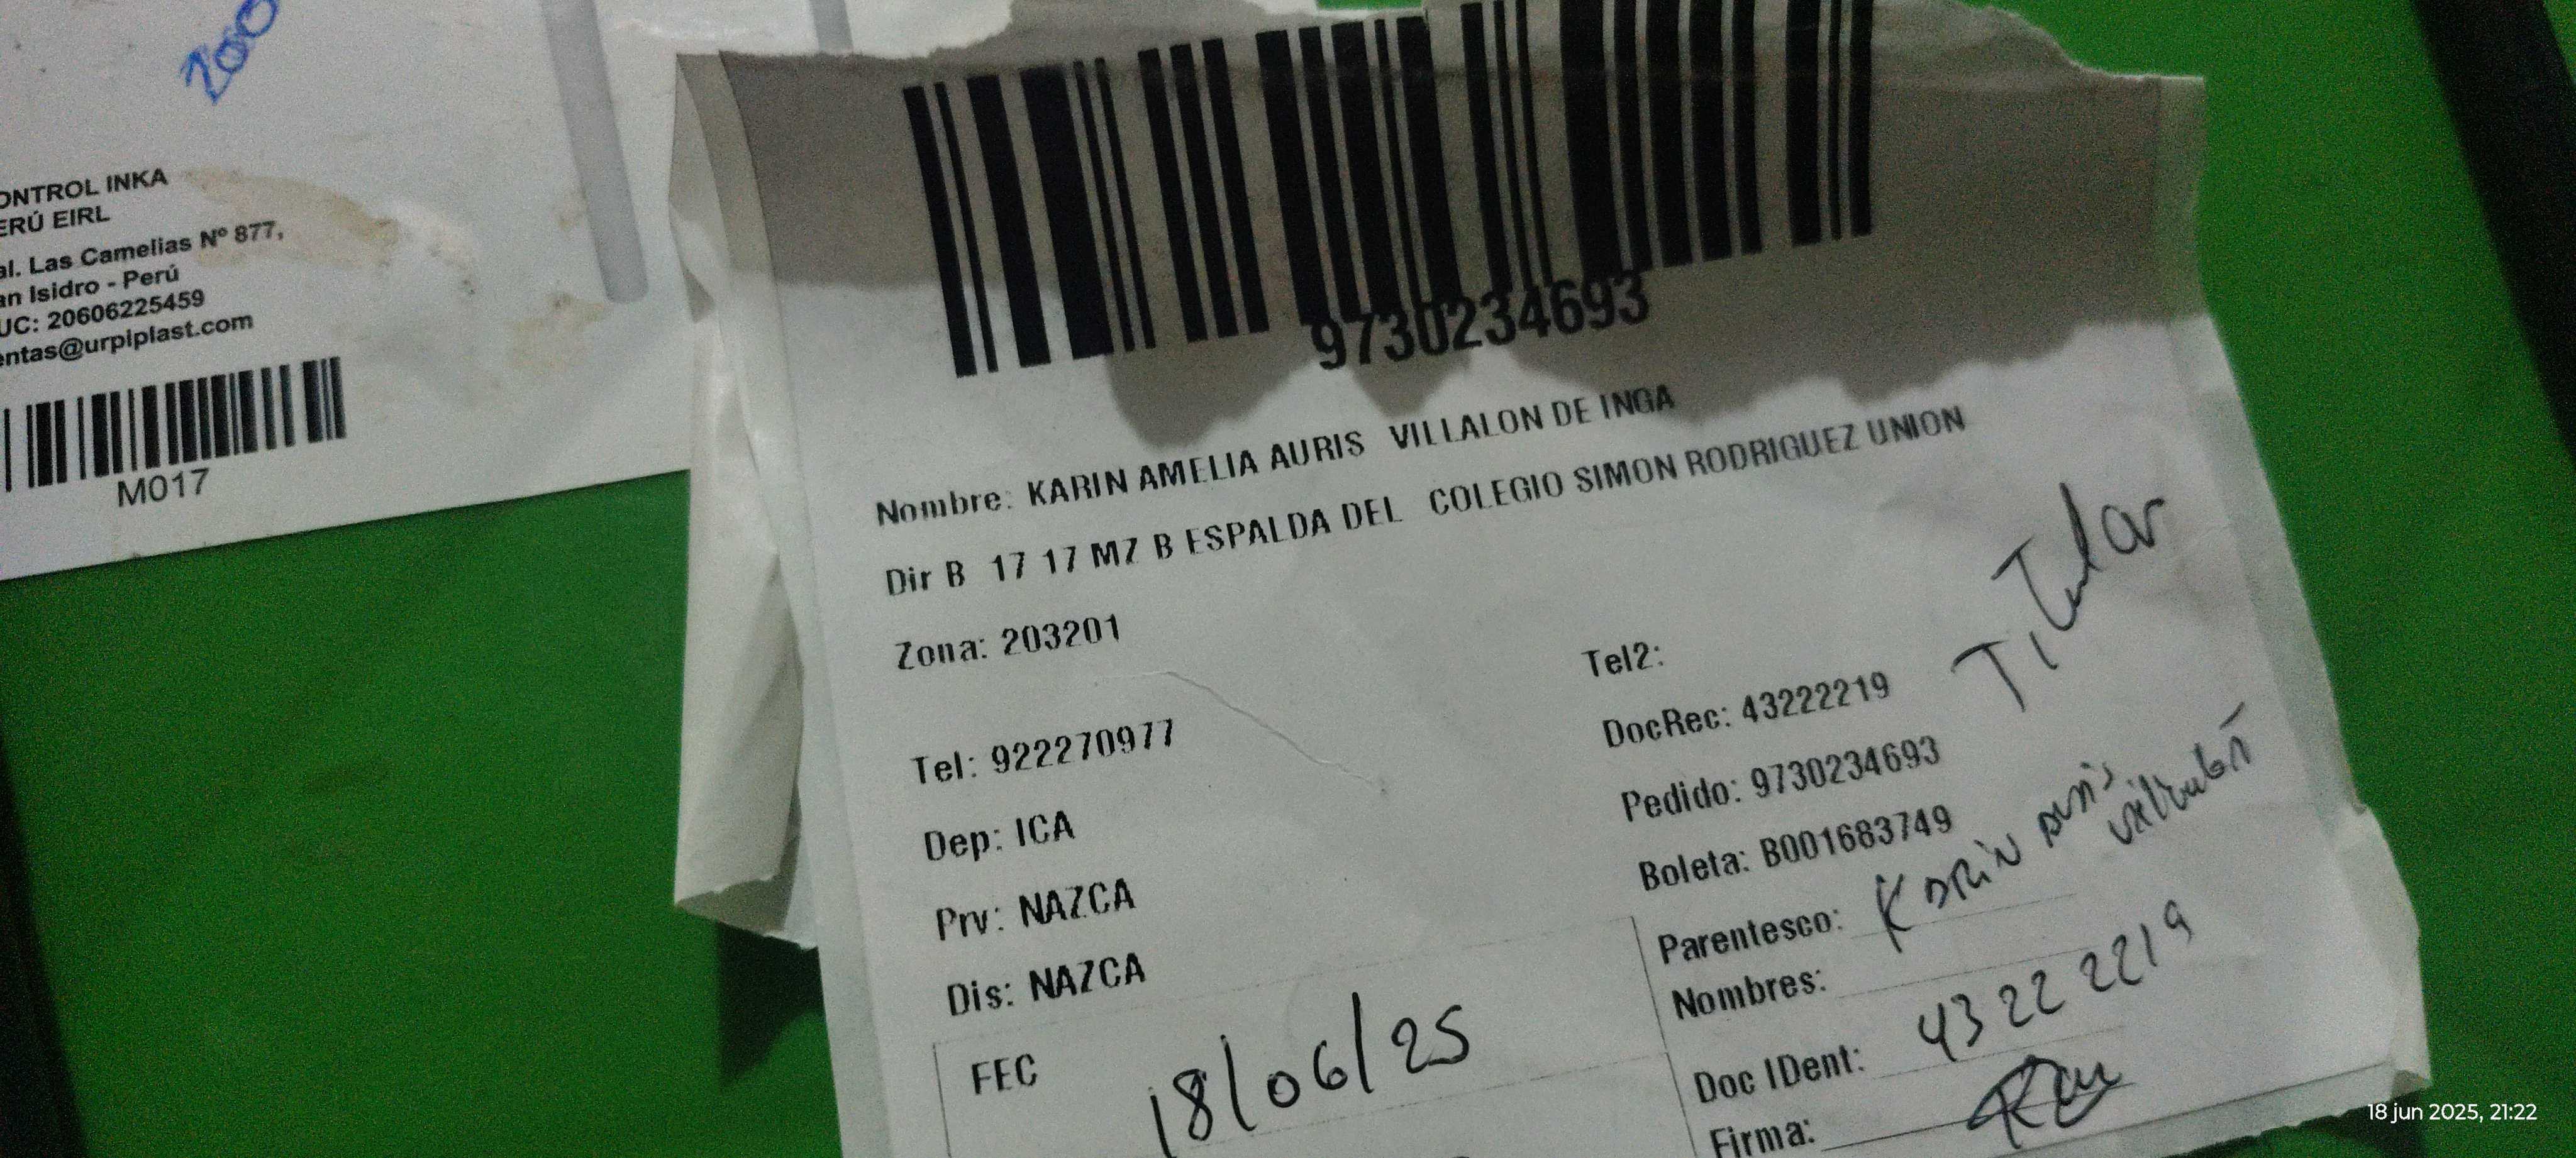 200
ONTROL INKA
ERÚ EIRL
al. Las Camelias Nº 877,
an Isidro - Perú
UC: 20606225459
entas@urpiplast.com
M017
9730234693
Nombre: KARIN AMELIA AURIS VILLALON DE INGA
Dir B 17 17 MZ B ESPALDA DEL COLEGIO SIMON RODRIGUEZ UNION
Zona: 203201
Tel: 922270977
Dep: ICA
Prv: NAZCA
Dis: NAZCA
FEC 18/06/25
Tel2:
DocRec: 43222219
Titular
Pedido: 9730234693
Boleta: B001683749
Parentesco: Karin Auris
Nombres:
Doc IDent: 43222219
Firma:
18 jun 2025, 21:22